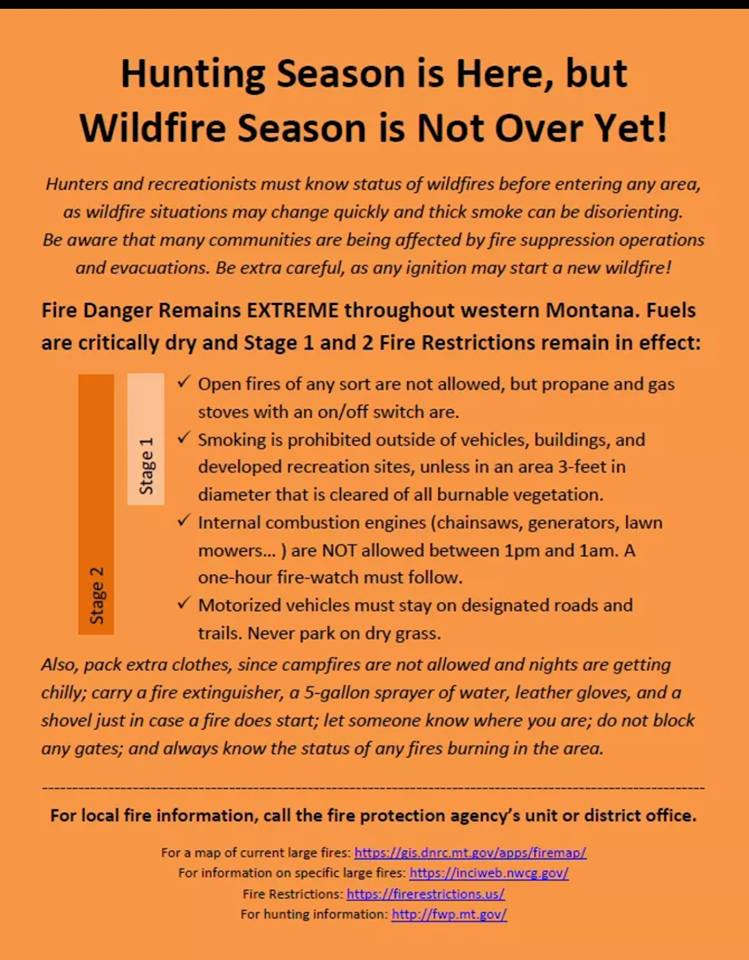 Hunting Season is Here, but
Wildfire Season is Not Over Yet!
Hunters and recreationists must know status of wildfires before entering any area,
as wildfire situations may change quickly and thick smoke can be disorienting.
Be aware that many communities are being affected by fire suppression operations
and evacuations. Be extra careful, as any ignition may start a new wildfire!
Fire Danger Remains EXTREME throughout western Montana. Fuels
are critically dry and Stage 1 and 2 Fire Restrictions remain in effect:
Stage 2
Stage 1
✓ Open fires of any sort are not allowed, but propane and gas
stoves with an on/off switch are.
✓ Smoking is prohibited outside of vehicles, buildings, and
developed recreation sites, unless in an area 3-feet in
diameter that is cleared of all burnable vegetation.
✓ Internal combustion engines (chainsaws, generators, lawn
mowers... ) are NOT allowed between 1pm and 1am. A
one-hour fire-watch must follow.
✓ Motorized vehicles must stay on designated roads and
trails. Never park on dry grass.
Also, pack extra clothes, since campfires are not allowed and nights are getting
chilly; carry a fire extinguisher, a 5-gallon sprayer of water, leather gloves, and a
shovel just in case a fire does start; let someone know where you are; do not block
any gates; and always know the status of any fires burning in the area.
For local fire information, call the fire protection agency's unit or district office.
For a map of current large fires: https://gis.dnrc.mt.gov/apps/firemap/
For information on specific large fires: https://inciweb.nwcg.gov/
Fire Restrictions: https://firerestrictions.us/
For hunting information: http://fwp.mt.gov/